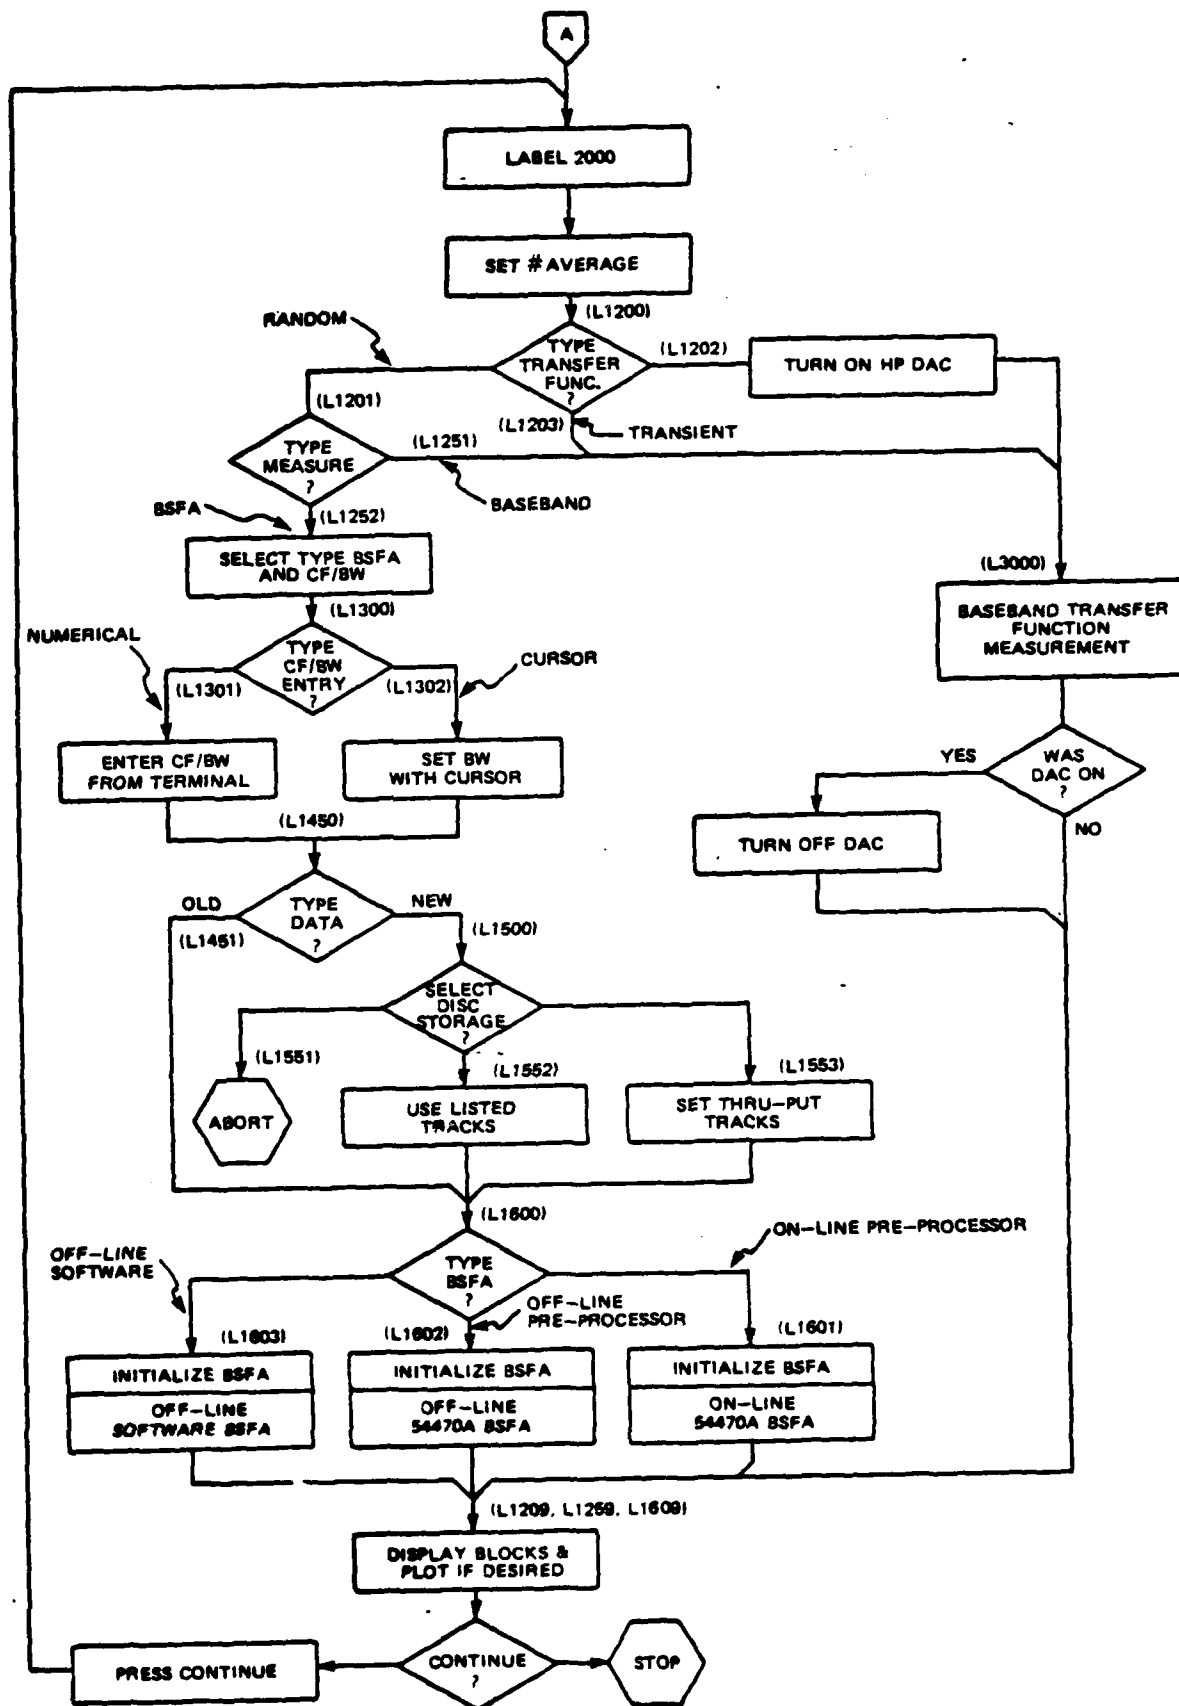 A
LABEL 2000
SET # AVERAGE
(L1200)
RANDOM
TYPE
TRANSFER
FUNC.
?
(L1202)
TURN ON HP DAC
(L1201)
(L1203)
TRANSIENT
TYPE
MEASURE
?
(L1251)
BASEBAND
BSFA
(L1252)
SELECT TYPE BSFA
AND CF/BW
(L3000)
BASEBAND TRANSFER
FUNCTION
MEASUREMENT
(L1300)
NUMERICAL
TYPE
CF/BW
ENTRY
?
CURSOR
(L1301)
(L1302)
ENTER CF/BW
FROM TERMINAL
SET BW
WITH CURSOR
YES
WAS
DAC ON
?
NO
TURN OFF DAC
(L1450)
OLD
(L1451)
TYPE
DATA
?
NEW
(L1500)
SELECT
DISC
STORAGE
?
(L1551)
(L1552)
(L1553)
ABORT
USE LISTED
TRACKS
SET THRU-PUT
TRACKS
(L1600)
ON-LINE PRE-PROCESSOR
OFF-LINE
SOFTWARE
TYPE
BSFA
?
OFF-LINE
PRE-PROCESSOR
(L1603)
(L1602)
(L1601)
INITIALIZE BSFA
OFF-LINE
SOFTWARE BSFA
INITIALIZE BSFA
OFF-LINE
54470A BSFA
INITIALIZE BSFA
ON-LINE
54470A BSFA
(L1209, L1259, L1609)
DISPLAY BLOCKS &
PLOT IF DESIRED
PRESS CONTINUE
CONTINUE
?
STOP